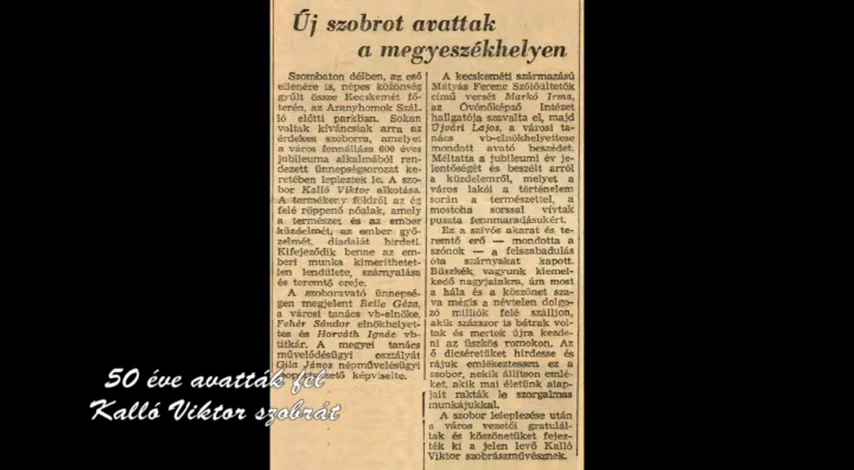 Új szobrot avattak
a megyeszékhelyen
Szombaton délben, az eső
ellenére is, népes közönség
gyűlt össze Kecskemét fő-
terén, az Aranyhomok Szál-
ló előtti parkban. Sokan
voltak kíváncsiak arra az
érdekes szoborra, amelyet
a város fennállása 600 éves
jubileuma alkalmából ren-
dezett ünnepségsorozat ke-
retében lepleztek le. A szo-
bor Kalló Viktor alkotása.
A termékeny földről az ég
felé röppenő nőalak, amely
a természet és az ember
küzdelmét, az ember győ-
zelmét, diadalát hirdeti.
Kifejeződik benne az em-
beri munka kimeríthetet-
len lendülete, szárnyalása
és teremtő ereje.
A szoboravató ünnepsé-
gen megjelent Reile Géza,
a városi tanács vb-elnöke,
Fehér Sándor elnökhelyet-
tes és Horváth Ignác vb-
titkár. A megyei tanács
művelődésügyi osztályát
Gila János népművelésügyi
képviselte.
A kecskeméti származású
Mátyás Ferenc Szólóültetők
című versét Markó Irma,
az Óvónőképző Intézet
hallgatója szavalta el, majd
Ujvári Lajos, a városi ta-
nács vb-elnökhelyettese
mondott avató beszédet.
Méltatta a jubileumi év je-
lentőségét és beszélt arról
a küzdelemről, melyet a
város lakói a történelem
során a természettel, a
mostoha sorssal vívtak
puszta fennmaradásukért.
Ez a szívós akarat és te-
remtő erő — mondotta a
szónok — a felszabadulás
óta szárnyakat kapott.
Büszkék vagyunk kiemel-
kedő nagyjainkra, ám most
a hála és a köszönet sza-
va mégis a névtelen dolgo-
zó milliók felé szálljon,
akik százszor is bátrak vol-
tak és mertek újra kezde-
ni az üszkös romokon. Az
ő dicséretüket hirdesse és
rájuk emlékeztessen ez a
szobor, nekik állítson emlé-
ket, akik mai életünk alap-
jait rakták le szorgalmas
munkájukkal.
A szobor leleplezése után
a város vezetői gratulál-
tak és köszönetüket fejez-
ték ki a jelen levő Kalló
Viktor szobrászművésznek.
50 éve avatták fel
Kalló Viktor szobrát